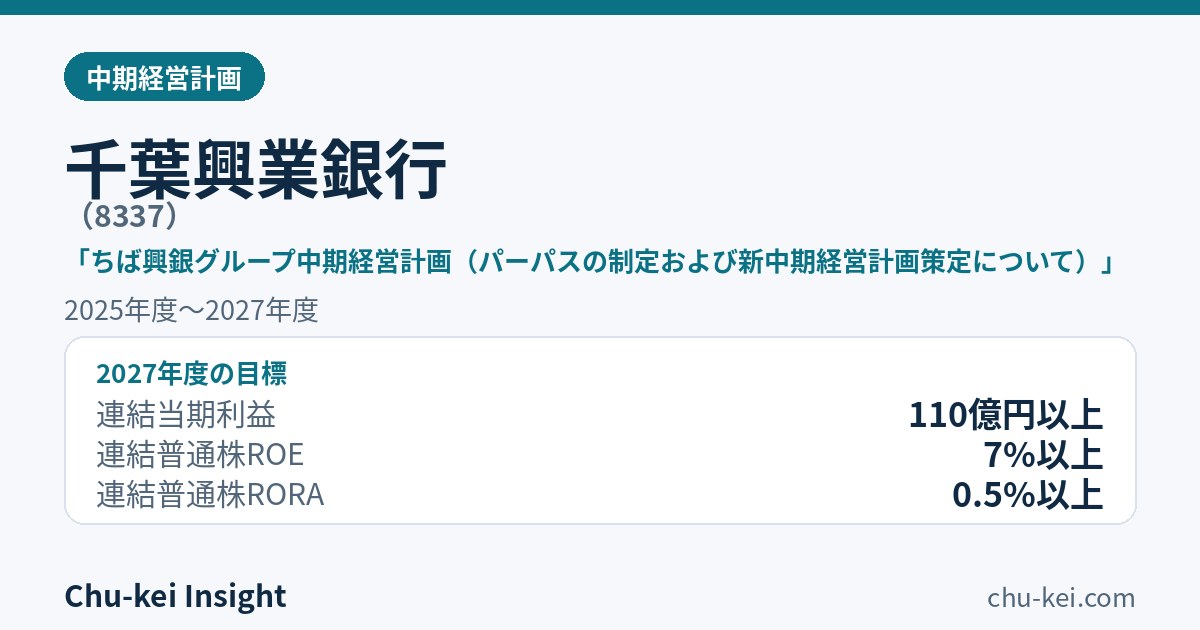 中期経営計画
千葉興業銀行
（8337）
「ちば興銀グループ中期経営計画（パーパスの制定および新中期経営計画策定について）」
2025年度〜2027年度
2027年度の目標
連結当期利益 110億円以上
連結普通株ROE 7%以上
連結普通株RORA 0.5%以上
Chu-kei Insight chu-kei.com